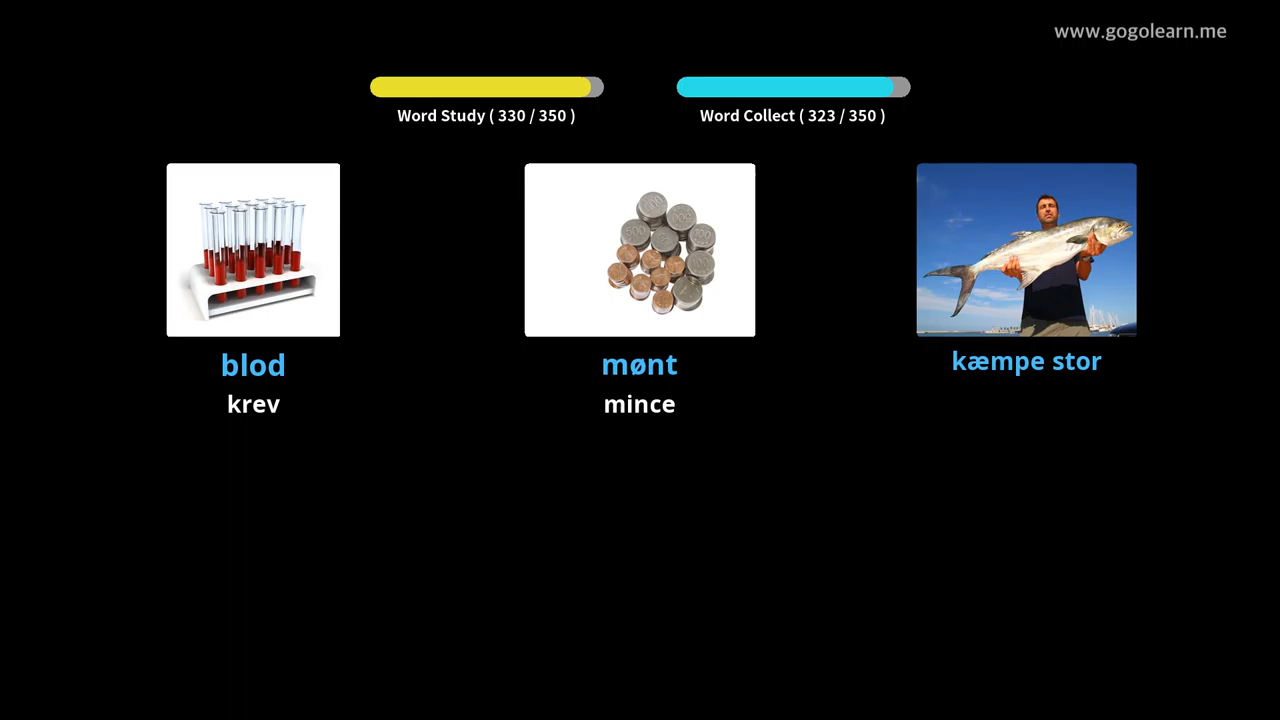 www.gogolearn.me
Word Study ( 330 / 350 )
Word Collect ( 323 / 350 )
blod
krev
mønt
mince
kæmpe stor